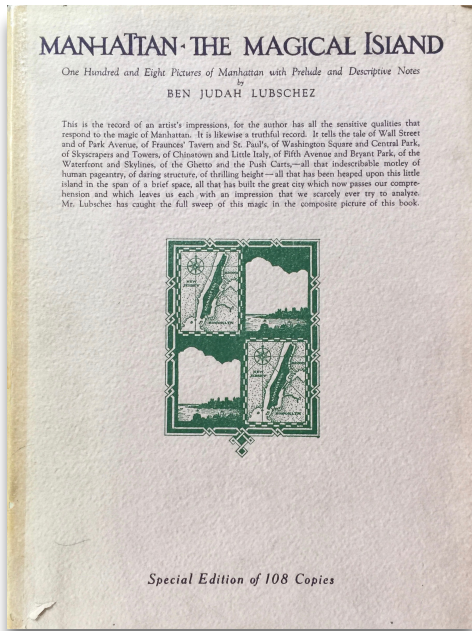 MANHATTAN · THE MAGICAL ISLAND
One Hundred and Eight Pictures of Manhattan with Prelude and Descriptive Notes
by
BEN JUDAH LUBSCHEZ
This is the record of an artist's impressions, for the author has all the sensitive qualities that
respond to the magic of Manhattan. It is likewise a truthful record. It tells the tale of Wall Street
and of Park Avenue, of Fraunces' Tavern and St. Paul's, of Washington Square and Central Park,
of Skyscrapers and Towers, of Chinatown and Little Italy, of Fifth Avenue and Bryant Park, of the
Waterfront and Skylines, of the Ghetto and the Push Carts,—all that indescribable motley of
human pageantry, of daring structure, of thrilling height—all that has been heaped upon this little
island in the span of a brief space, all that has built the great city which now passes our compre-
hension and which leaves us each with an impression that we scarcely ever try to analyze.
Mr. Lubschez has caught the full sweep of this magic in the composite picture of this book.
NEW
JERSEY
BROOKLYN
NEW
JERSEY
BROOKLYN
Special Edition of 108 Copies